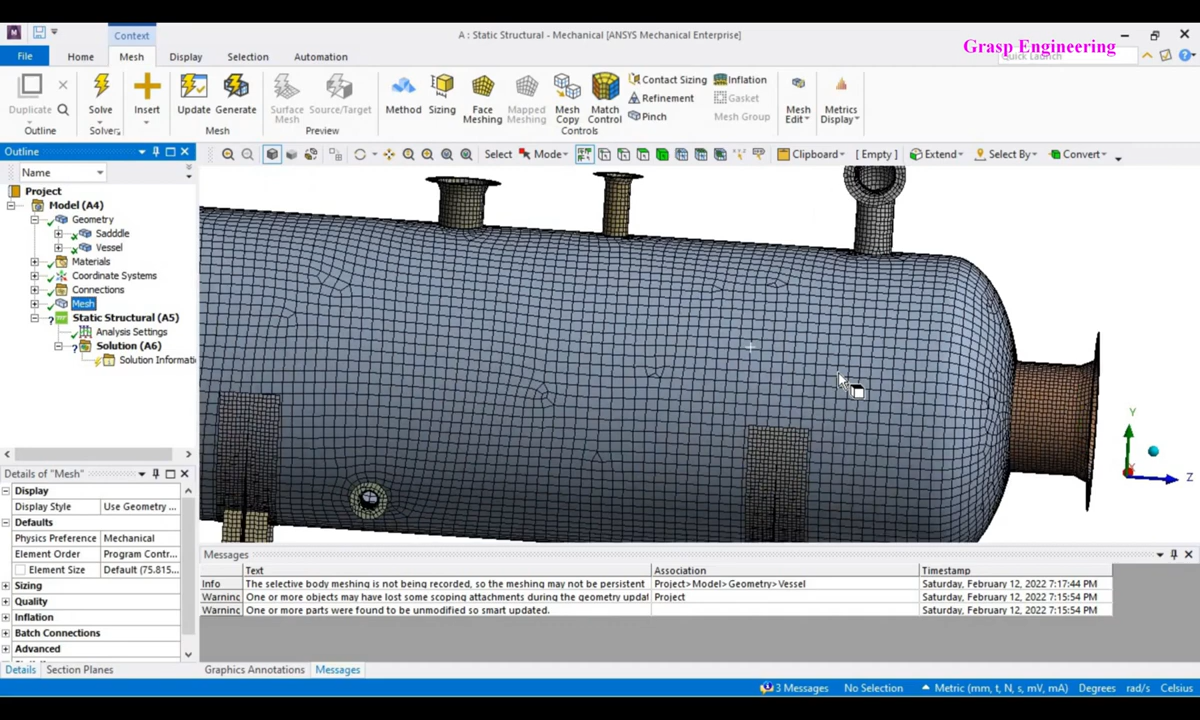 Context
A : Static Structural - Mechanical [ANSYS Mechanical Enterprise]
Grasp Engineering
File
Home
Mesh
Display
Selection
Automation
Quick Launch
Duplicate
Outline
Solve
Solver
Insert
Update
Generate
Mesh
Surface Mesh
Source/Target
Preview
Method
Sizing
Face Meshing
Mapped Meshing
Mesh Copy
Match Control
Contact Sizing
Refinement
Pinch
Controls
Inflation
Gasket
Mesh Group
Mesh Edit
Metrics Display
Outline
Select
Mode
Clipboard
[ Empty ]
Extend
Select By
Convert
Name
Project
Model (A4)
Geometry
Sadddle
Vessel
Materials
Coordinate Systems
Connections
Mesh
Static Structural (A5)
Analysis Settings
Solution (A6)
Solution Informati
Y
Z
Details of "Mesh"
Display
Display Style Use Geometry ...
Defaults
Physics Preference Mechanical
Element Order Program Contr...
Element Size Default (75.815...
Sizing
Quality
Inflation
Batch Connections
Advanced
Details
Section Planes
Messages
Text Association Timestamp
Info The selective body meshing is not being recorded, so the meshing may not be persistent Project>Model>Geometry>Vessel Saturday, February 12, 2022 7:17:44 PM
Warninc One or more objects may have lost some scoping attachments during the geometry updat Project Saturday, February 12, 2022 7:15:54 PM
Warninc One or more parts were found to be unmodified so smart updated. Saturday, February 12, 2022 7:15:54 PM
Graphics Annotations
Messages
3 Messages
No Selection
Metric (mm, t, N, s, mV, mA)
Degrees
rad/s
Celsius